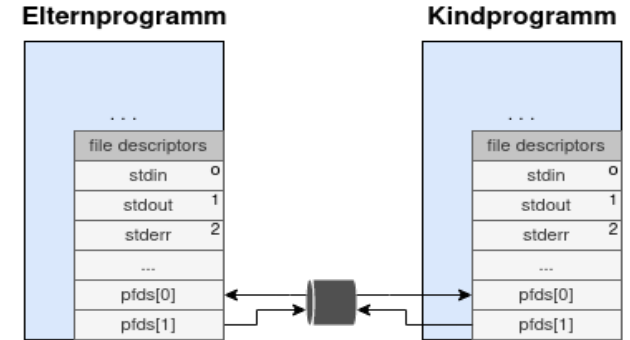 Elternprogramm
. . .
file descriptors
stdin 0
stdout 1
stderr 2
...
pfds[0]
pfds[1]
Kindprogramm
. . .
file descriptors
stdin 0
stdout 1
stderr 2
...
pfds[0]
pfds[1]